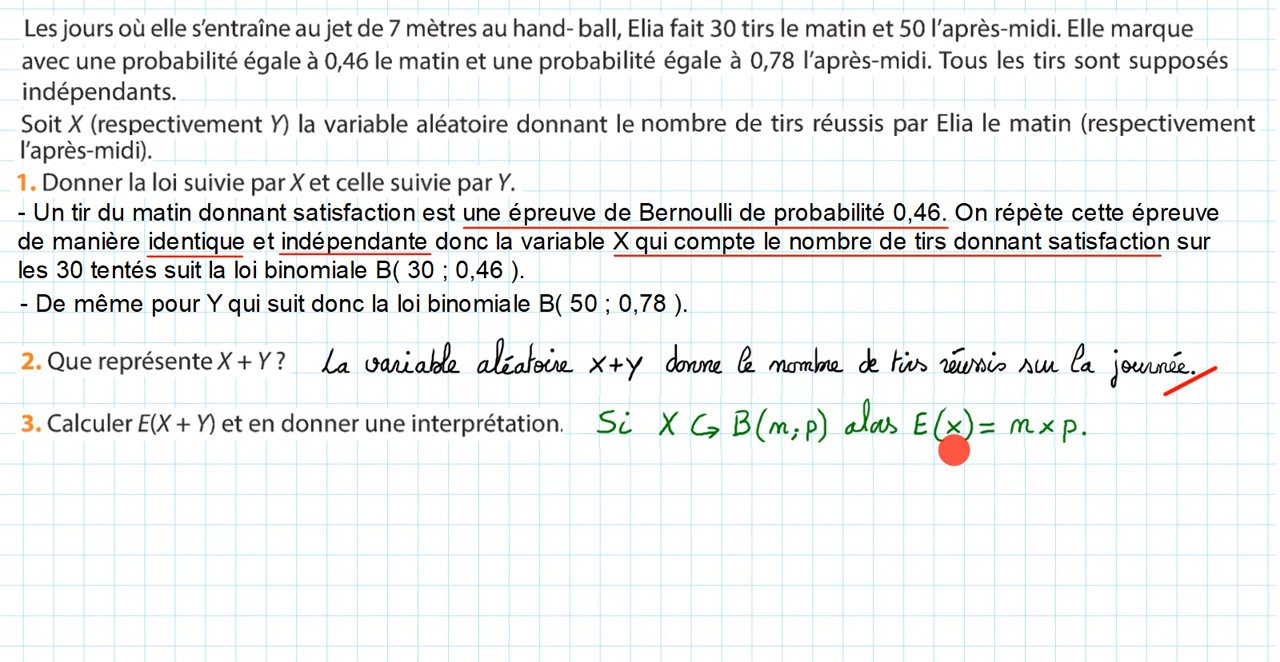 Les jours où elle s'entraîne au jet de 7 mètres au hand- ball, Elia fait 30 tirs le matin et 50 l'après-midi. Elle marque
avec une probabilité égale à 0,46 le matin et une probabilité égale à 0,78 l'après-midi. Tous les tirs sont supposés
indépendants.
Soit X (respectivement Y) la variable aléatoire donnant le nombre de tirs réussis par Elia le matin (respectivement
l'après-midi).
1. Donner la loi suivie par X et celle suivie par Y.
- Un tir du matin donnant satisfaction est une épreuve de Bernoulli de probabilité 0,46. On répète cette épreuve
de manière identique et indépendante donc la variable X qui compte le nombre de tirs donnant satisfaction sur
les 30 tentés suit la loi binomiale B( 30 ; 0,46 ).
- De même pour Y qui suit donc la loi binomiale B( 50 ; 0,78 ).
2. Que représente X + Y ? La variable aléatoire X+Y donne le nombre de tirs réussis sur la journée.
3. Calculer E(X + Y) et en donner une interprétation. Si X ↪ B(n;p) alors E(X) = n × p.